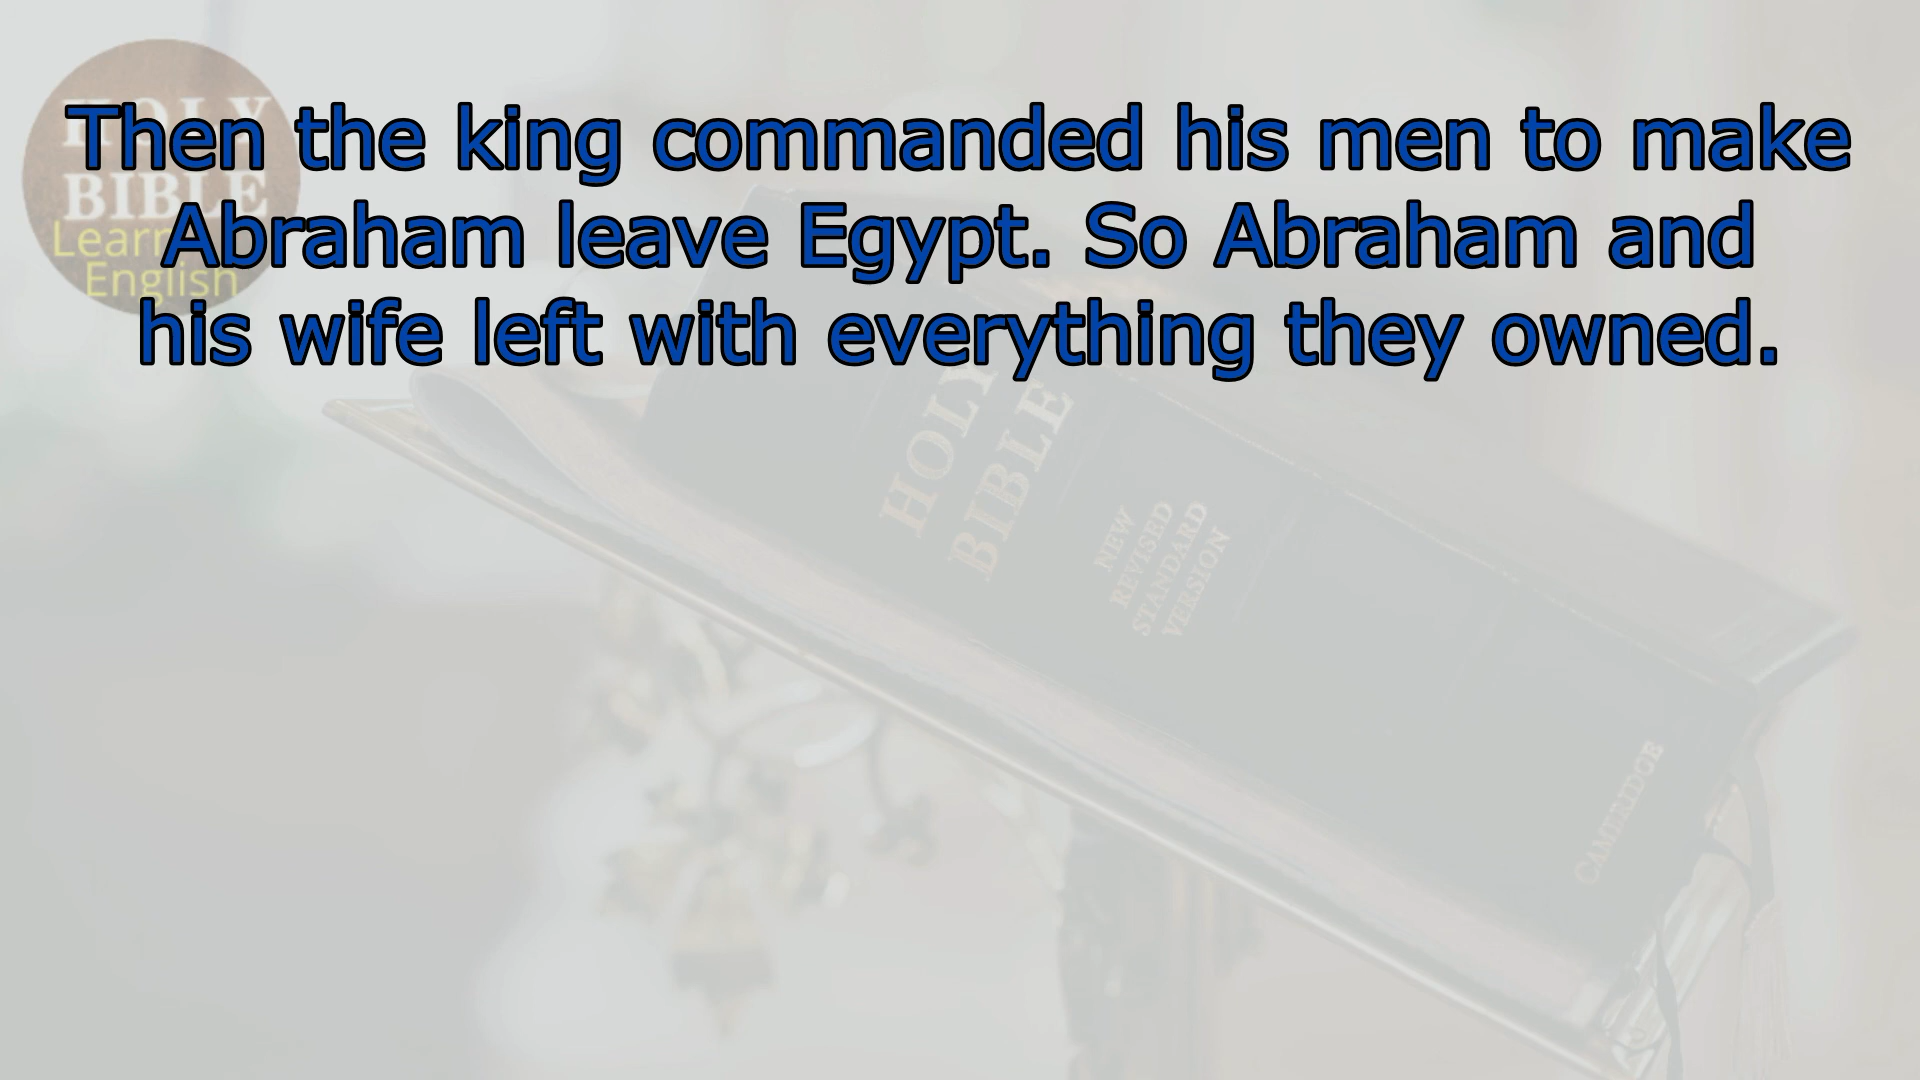 HOLY
BIBLE
Learn
English
Then the king commanded his men to make
Abraham leave Egypt. So Abraham and
his wife left with everything they owned.
HOLY
BIBLE
NEW
REVISED
STANDARD
VERSION
CAMBRIDGE